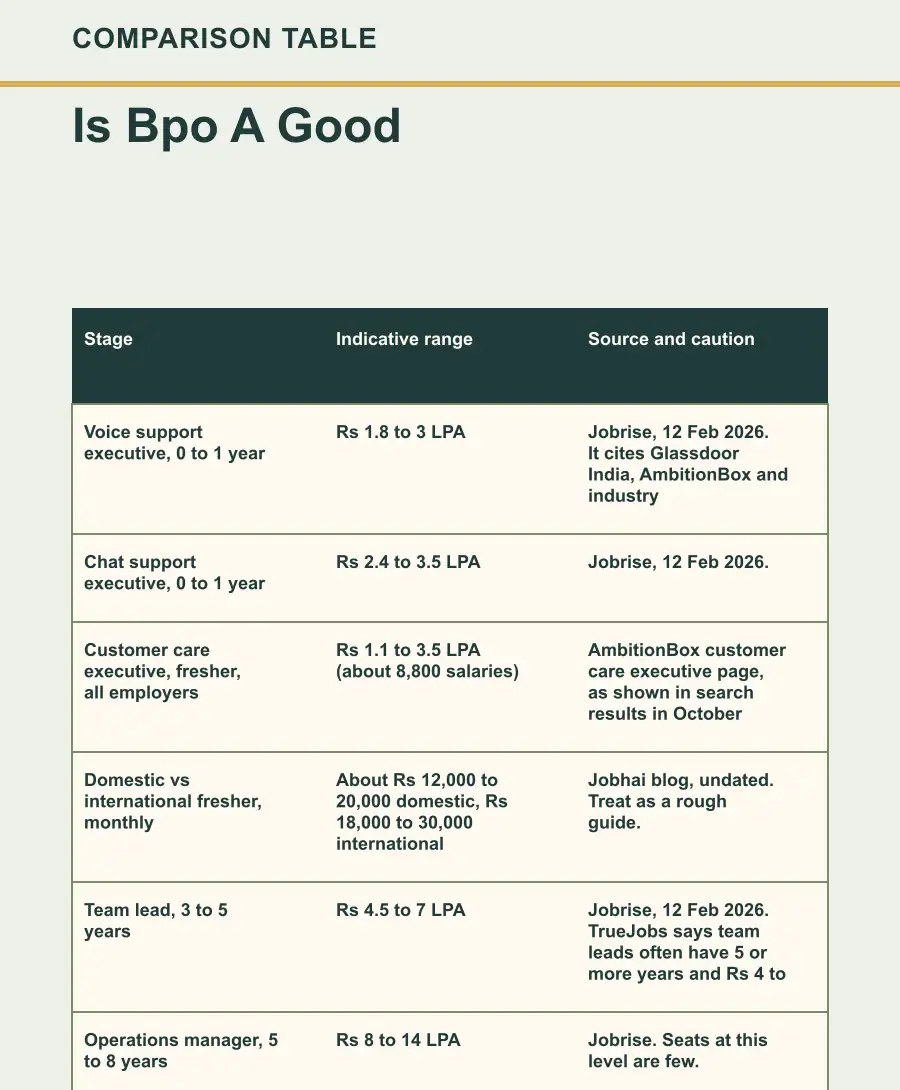 COMPARISON TABLE
Is Bpo A Good
Stage
Indicative range
Source and caution
Voice support
executive, 0 to 1 year
Rs 1.8 to 3 LPA
Jobrise, 12 Feb 2026.
It cites Glassdoor
India, AmbitionBox and
industry
Chat support
executive, 0 to 1 year
Rs 2.4 to 3.5 LPA
Jobrise, 12 Feb 2026.
Customer care
executive, fresher,
all employers
Rs 1.1 to 3.5 LPA
(about 8,800 salaries)
AmbitionBox customer
care executive page,
as shown in search
results in October
Domestic vs
international fresher,
monthly
About Rs 12,000 to
20,000 domestic, Rs
18,000 to 30,000
international
Jobhai blog, undated.
Treat as a rough
guide.
Team lead, 3 to 5
years
Rs 4.5 to 7 LPA
Jobrise, 12 Feb 2026.
TrueJobs says team
leads often have 5 or
more years and Rs 4 to
Operations manager, 5
to 8 years
Rs 8 to 14 LPA
Jobrise. Seats at this
level are few.